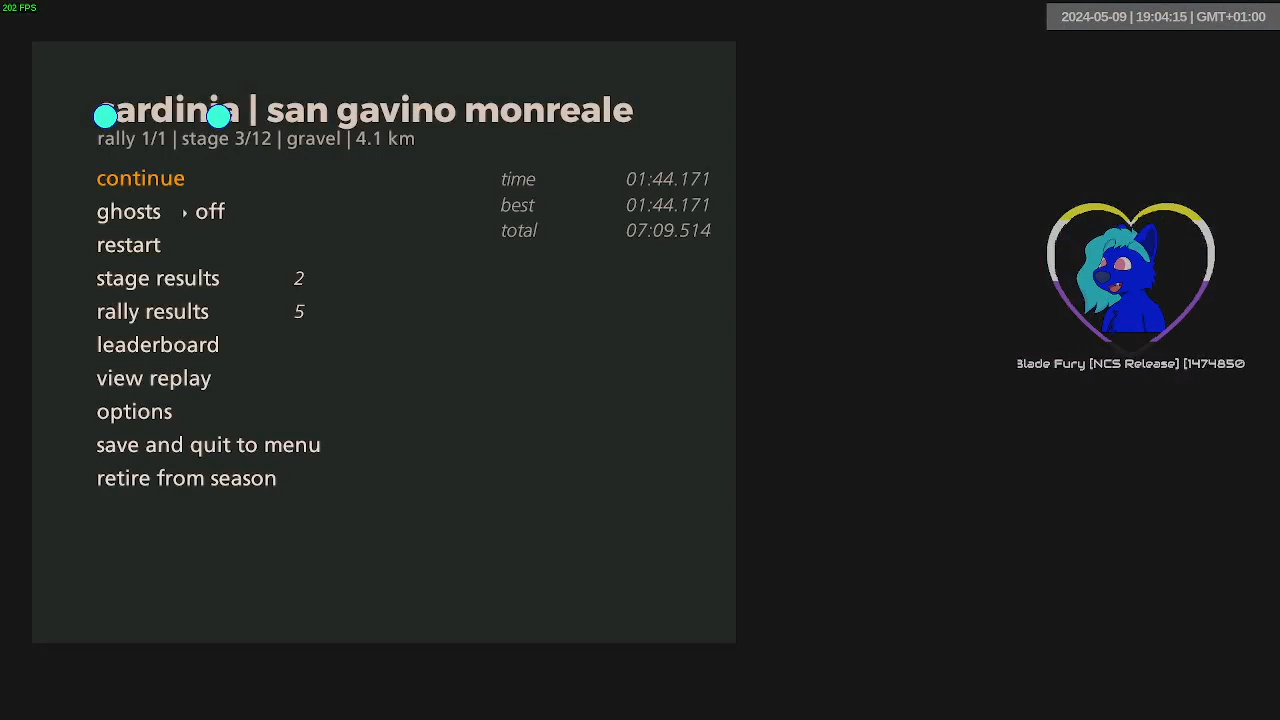 202 FPS
2024-05-09 | 19:04:15 | GMT+01:00
sardinia | san gavino monreale
rally 1/1 | stage 3/12 | gravel | 4.1 km
continue
ghosts ‣ off
restart
stage results 2
rally results 5
leaderboard
view replay
options
save and quit to menu
retire from season
time 01:44.171
best 01:44.171
total 07:09.514
Blade Fury [NCS Release] [1474850